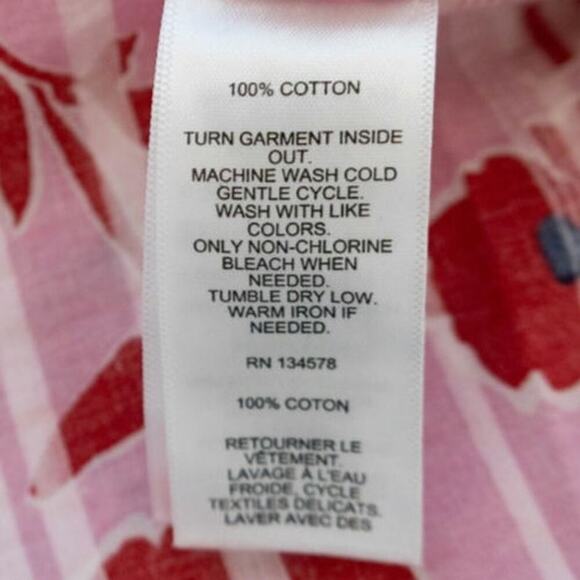 100% COTTON
TURN GARMENT INSIDE
OUT.
MACHINE WASH COLD
GENTLE CYCLE.
WASH WITH LIKE
COLORS.
ONLY NON-CHLORINE
BLEACH WHEN
NEEDED.
TUMBLE DRY LOW.
WARM IRON IF
NEEDED.
RN 134578
100% COTON
RETOURNER LE
VÊTEMENT.
LAVAGE À L'EAU
FROIDE, CYCLE
TEXTILES DÉLICATS.
LAVER AVEC DES